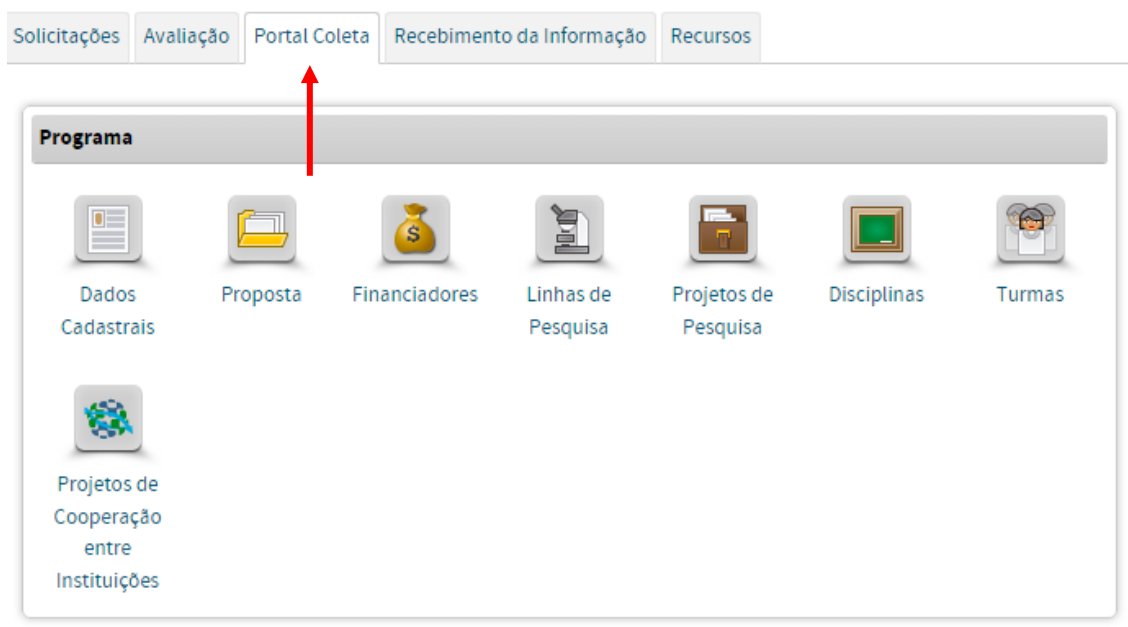 Solicitações Avaliação Portal Coleta Recebimento da Informação Recursos
Programa
Dados
Cadastrais
Proposta
Financiadores
Linhas de
Pesquisa
Projetos de
Pesquisa
Disciplinas
Turmas
Projetos de
Cooperação
entre
Instituições